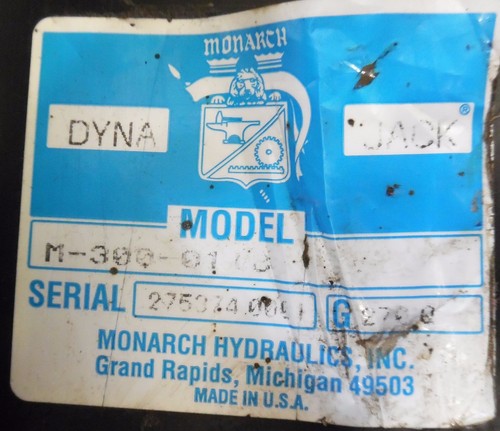 MONARCH
DYNA JACK®
MODEL
SERIAL G
MONARCH HYDRAULICS, INC.
Grand Rapids, Michigan 49503
MADE IN U.S.A.